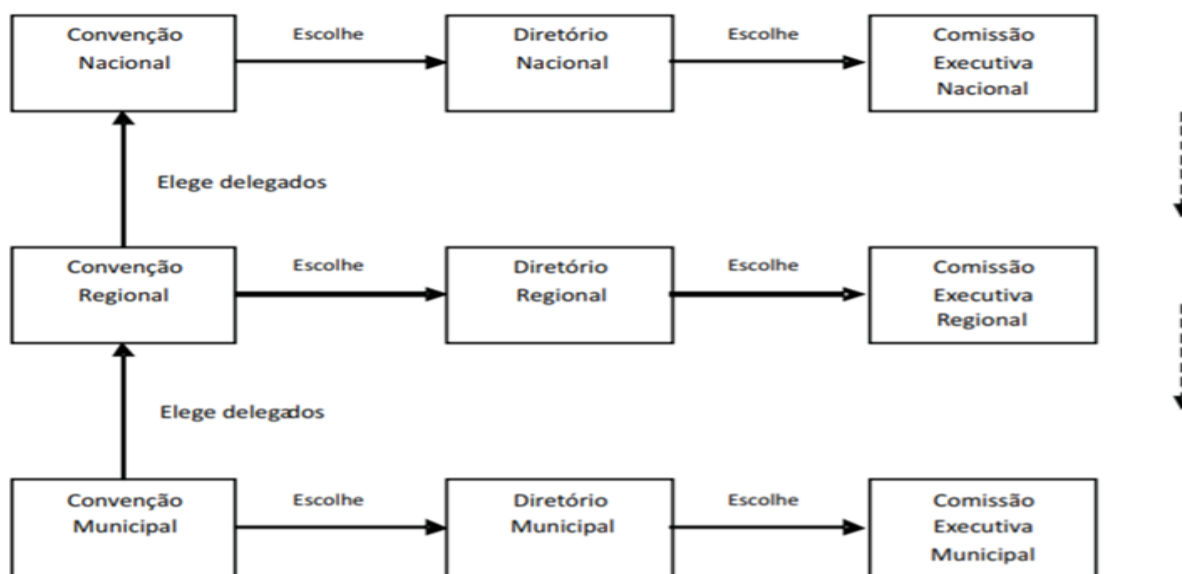 Convenção
Nacional
Escolhe
Diretório
Nacional
Escolhe
Comissão
Executiva
Nacional
Elege delegados
Convenção
Regional
Escolhe
Diretório
Regional
Escolhe
Comissão
Executiva
Regional
Elege delegados
Convenção
Municipal
Escolhe
Diretório
Municipal
Escolhe
Comissão
Executiva
Municipal